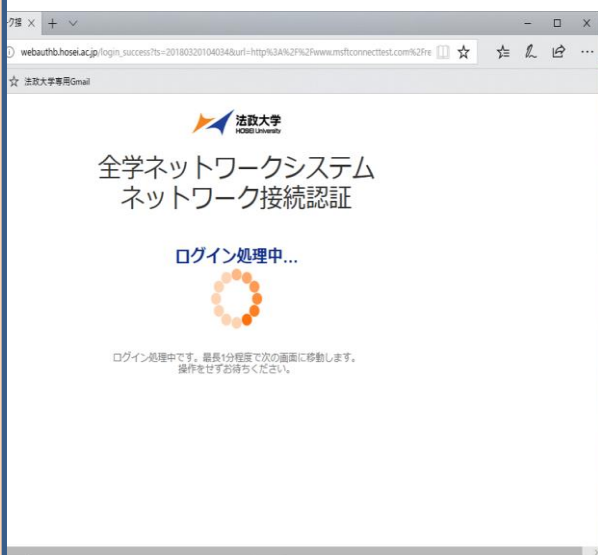 ク接
webauthb.hosei.ac.jp/login_success?ts=20180320104034&url=http%3A%2F%2Fwww.msftconnecttest.com%2Fre
法政大学専用Gmail
法政大学
HOSEI University
全学ネットワークシステム
ネットワーク接続認証
ログイン処理中...
ログイン処理中です。最長1分程度で次の画面に移動します。
操作をせずお待ちください。